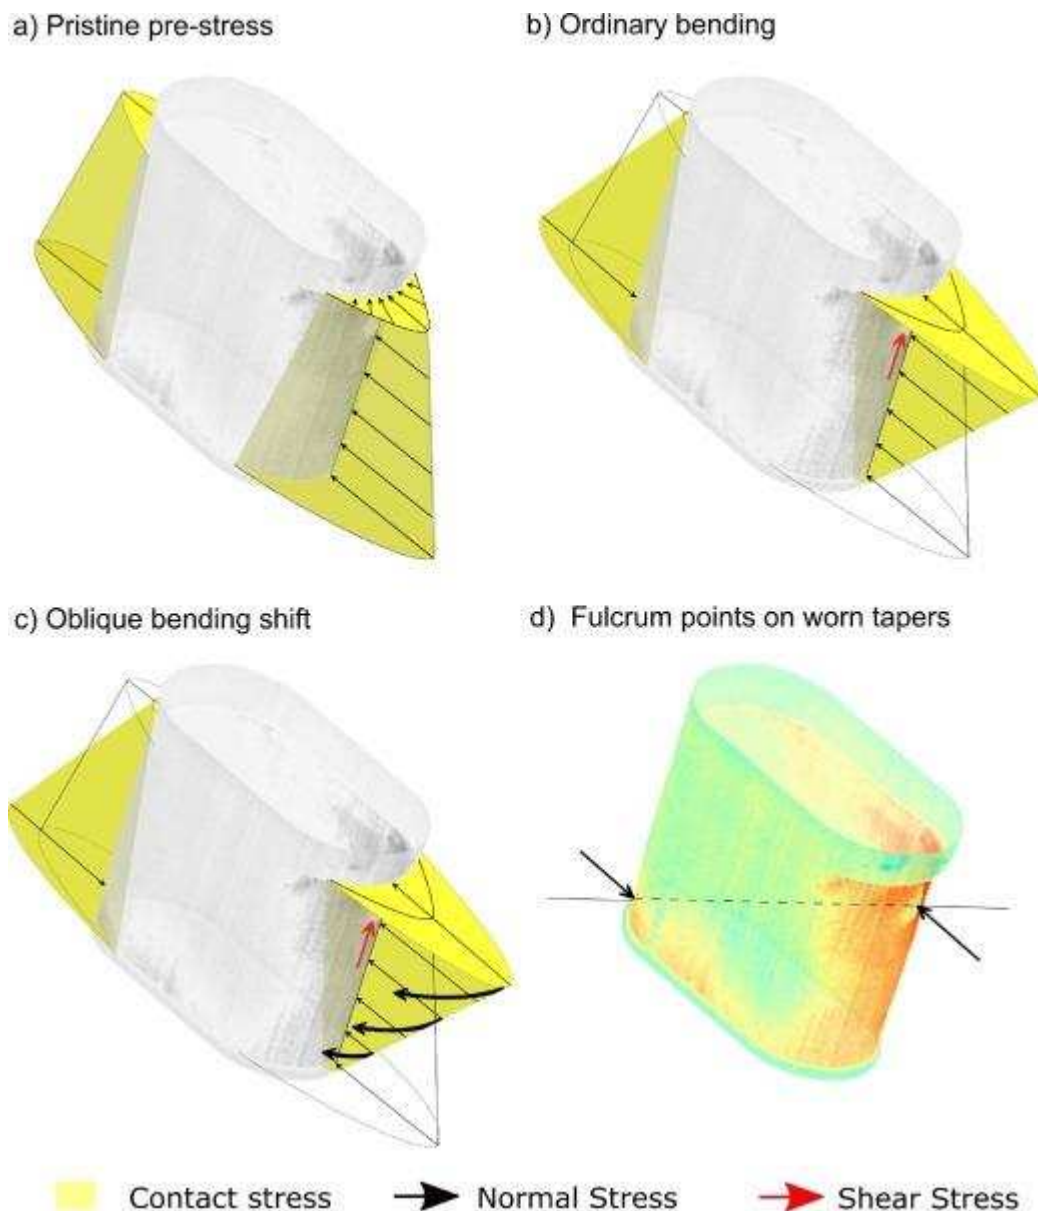 a) Pristine pre-stress
b) Ordinary bending
c) Oblique bending shift
d) Fulcrum points on worn tapers
Contact stress
Normal Stress
Shear Stress